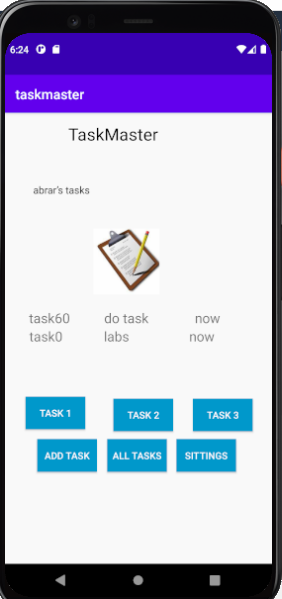 6:24
taskmaster
TaskMaster
abrar's tasks
task60 do task now
task0 labs now
TASK 1 TASK 2 TASK 3
ADD TASK ALL TASKS SITTINGS